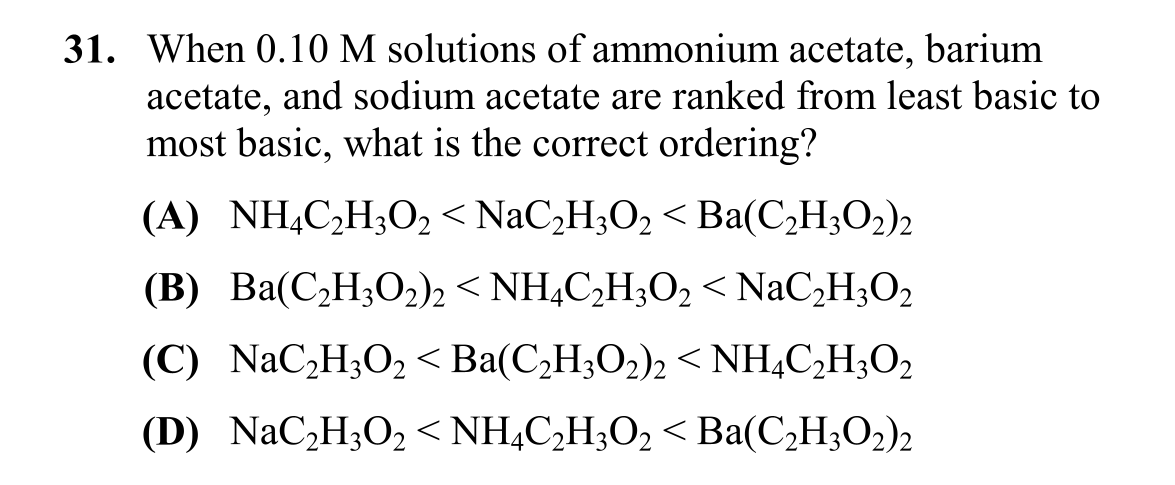 31. When 0.10 M solutions of ammonium acetate, barium
acetate, and sodium acetate are ranked from least basic to
most basic, what is the correct ordering?
(A) NH₄C₂H₃O₂ < NaC₂H₃O₂ < Ba(C₂H₃O₂)₂
(B) Ba(C₂H₃O₂)₂ < NH₄C₂H₃O₂ < NaC₂H₃O₂
(C) NaC₂H₃O₂ < Ba(C₂H₃O₂)₂ < NH₄C₂H₃O₂
(D) NaC₂H₃O₂ < NH₄C₂H₃O₂ < Ba(C₂H₃O₂)₂